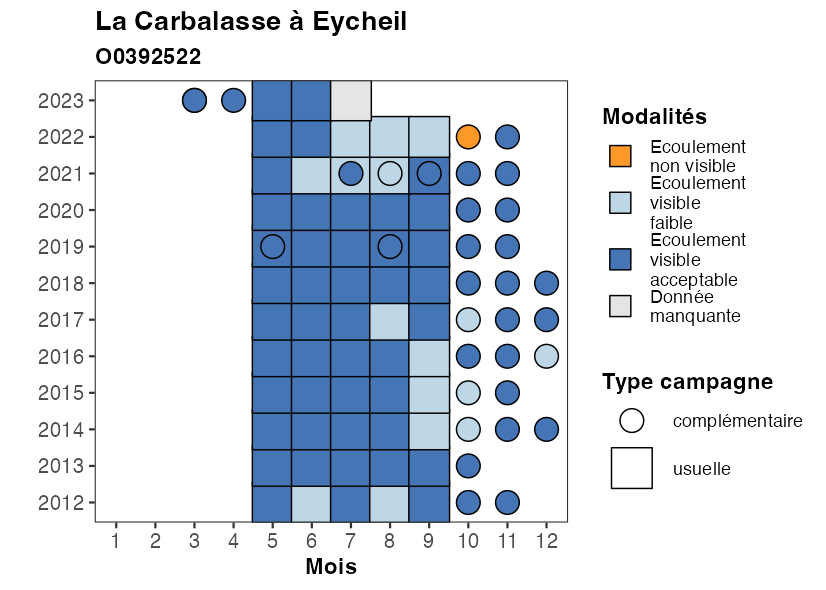 La Carbalasse à Eycheil
O0392522
2023
2022
2021
2020
2019
2018
2017
2016
2015
2014
2013
2012
1 2 3 4 5 6 7 8 9 10 11 12
Mois
Modalités
Ecoulement
non visible
Ecoulement
visible
faible
Ecoulement
visible
acceptable
Donnée
manquante
Type campagne
complémentaire
usuelle